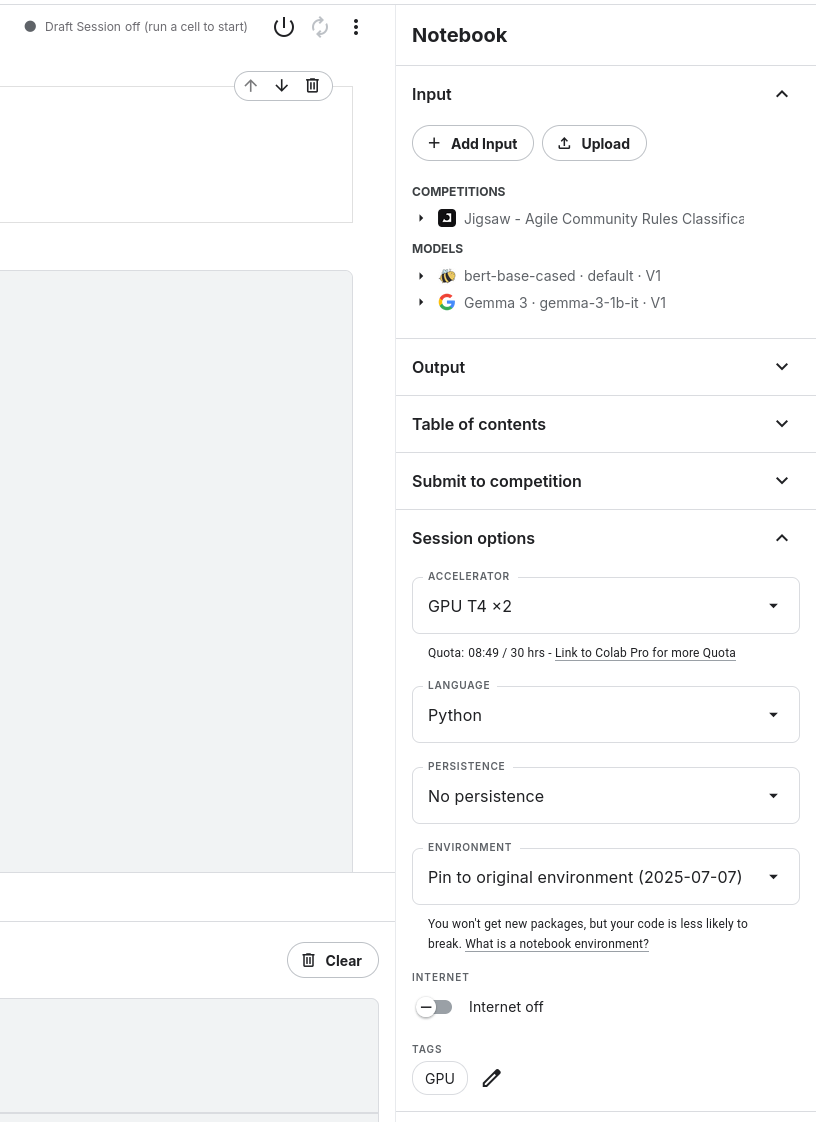 Draft Session off (run a cell to start)
Notebook
Input
Add Input
Upload
COMPETITIONS
Jigsaw - Agile Community Rules Classifica
MODELS
bert-base-cased · default · V1
Gemma 3 · gemma-3-1b-it · V1
Output
Table of contents
Submit to competition
Session options
ACCELERATOR
GPU T4 ×2
Quota: 08:49 / 30 hrs - Link to Colab Pro for more Quota
LANGUAGE
Python
PERSISTENCE
No persistence
ENVIRONMENT
Pin to original environment (2025-07-07)
You won't get new packages, but your code is less likely to
break. What is a notebook environment?
Clear
INTERNET
Internet off
TAGS
GPU